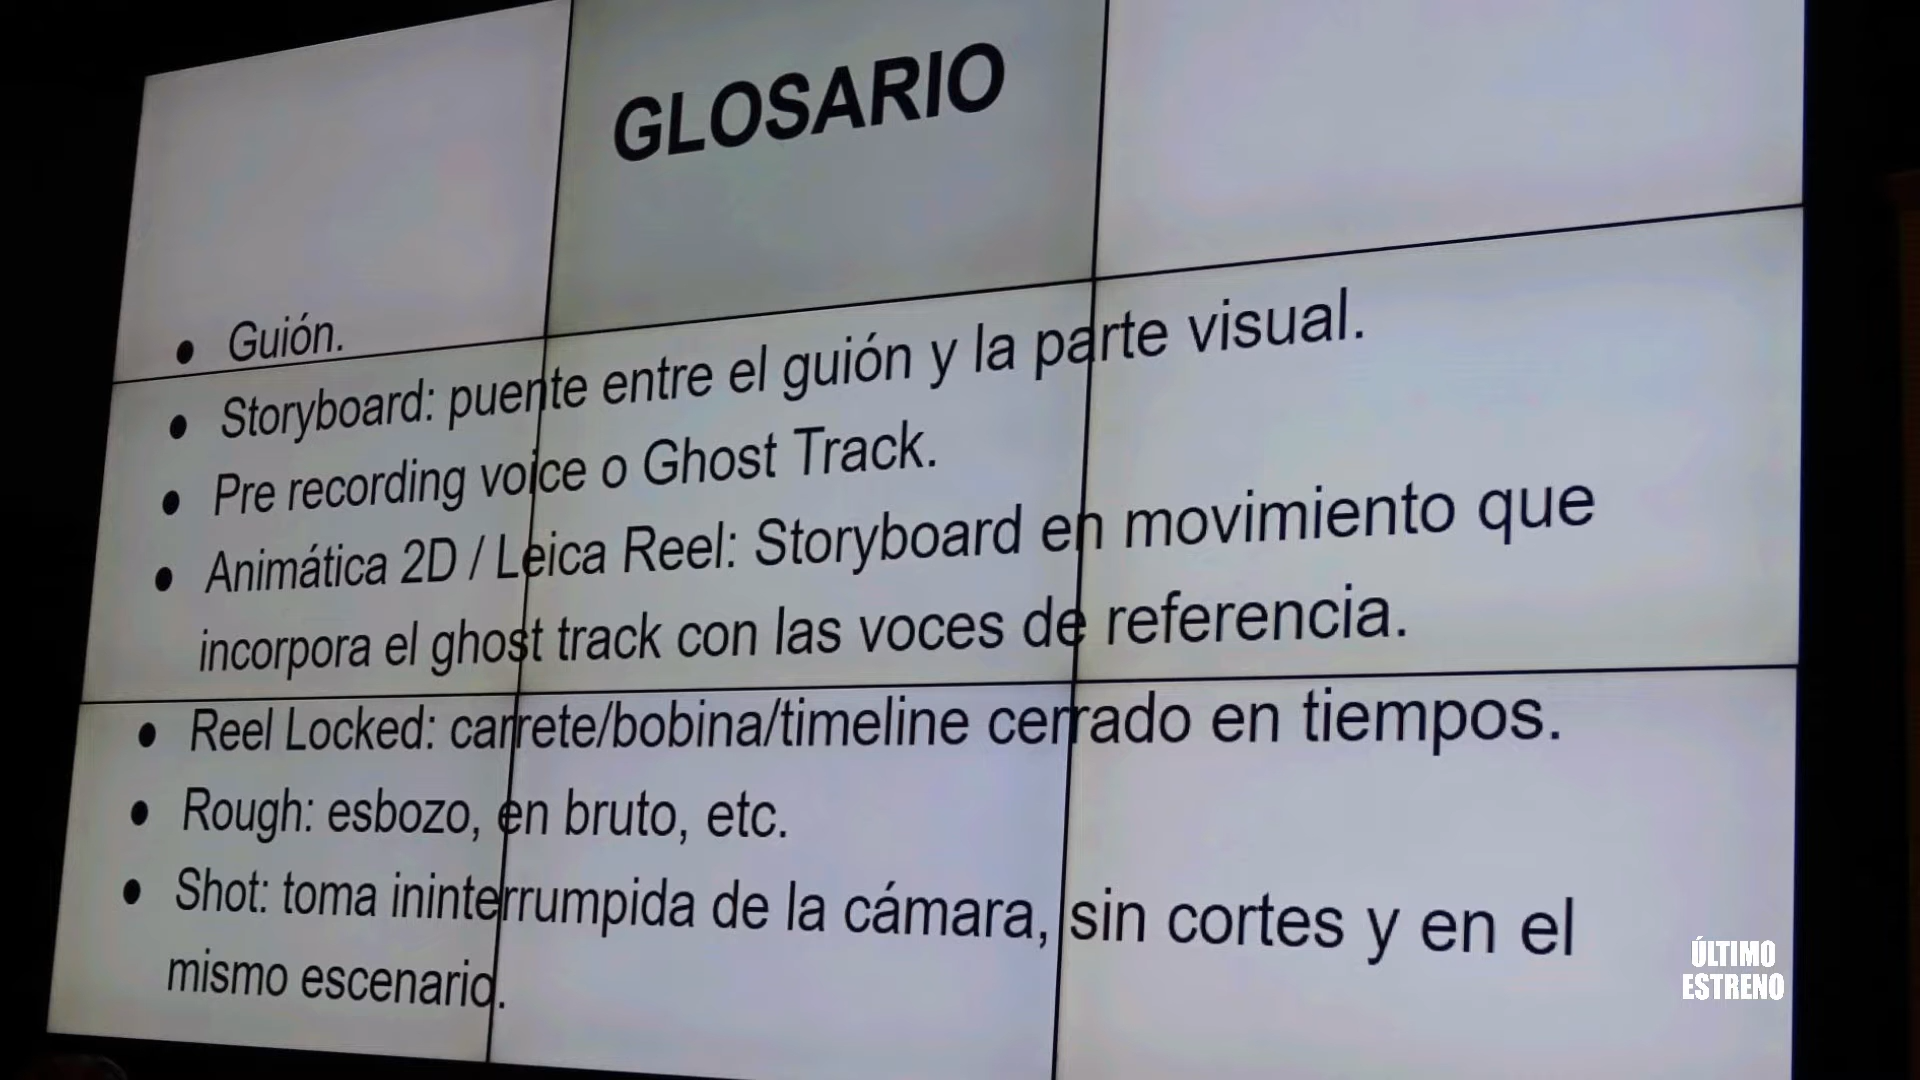 GLOSARIO
● Guión.
● Storyboard: puente entre el guión y la parte visual.
● Pre recording voice o Ghost Track.
● Animática 2D / Leica Reel: Storyboard en movimiento que
incorpora el ghost track con las voces de referencia.
● Reel Locked: carrete/bobina/timeline cerrado en tiempos.
● Rough: esbozo, en bruto, etc.
● Shot: toma ininterrumpida de la cámara, sin cortes y en el
mismo escenario.
ÚLTIMO
ESTRENO